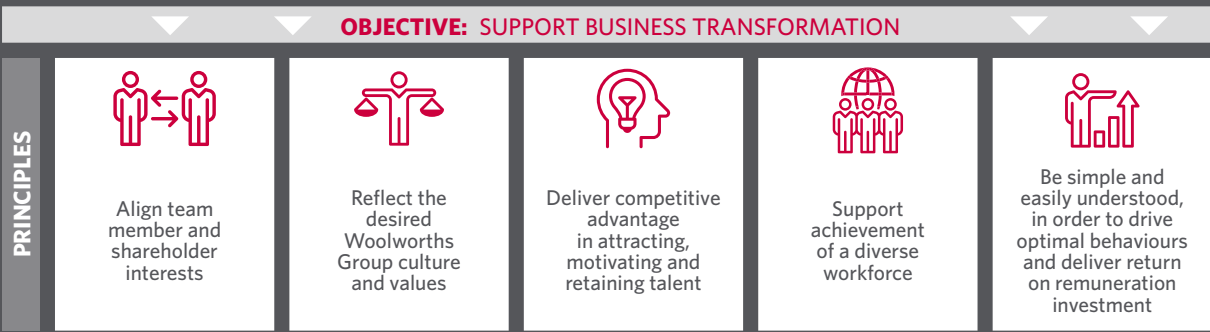 OBJECTIVE: SUPPORT BUSINESS TRANSFORMATION
PRINCIPLES
Align team
member and
shareholder
interests
Reflect the
desired
Woolworths
Group culture
and values
Deliver competitive
advantage
in attracting,
motivating and
retaining talent
Support
achievement
of a diverse
workforce
Be simple and
easily understood,
in order to drive
optimal behaviours
and deliver return
on remuneration
investment